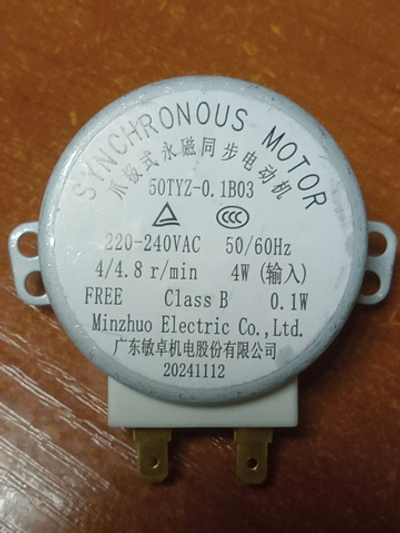 SYNCHRONOUS MOTOR
爪极式永磁同步电动机
50TYZ-0.1B03
CCC
220-240VAC 50/60Hz
4/4.8 r/min 4W (输入)
FREE Class B 0.1W
Minzhuo Electric Co.,Ltd.
广东敏卓机电股份有限公司
20241112